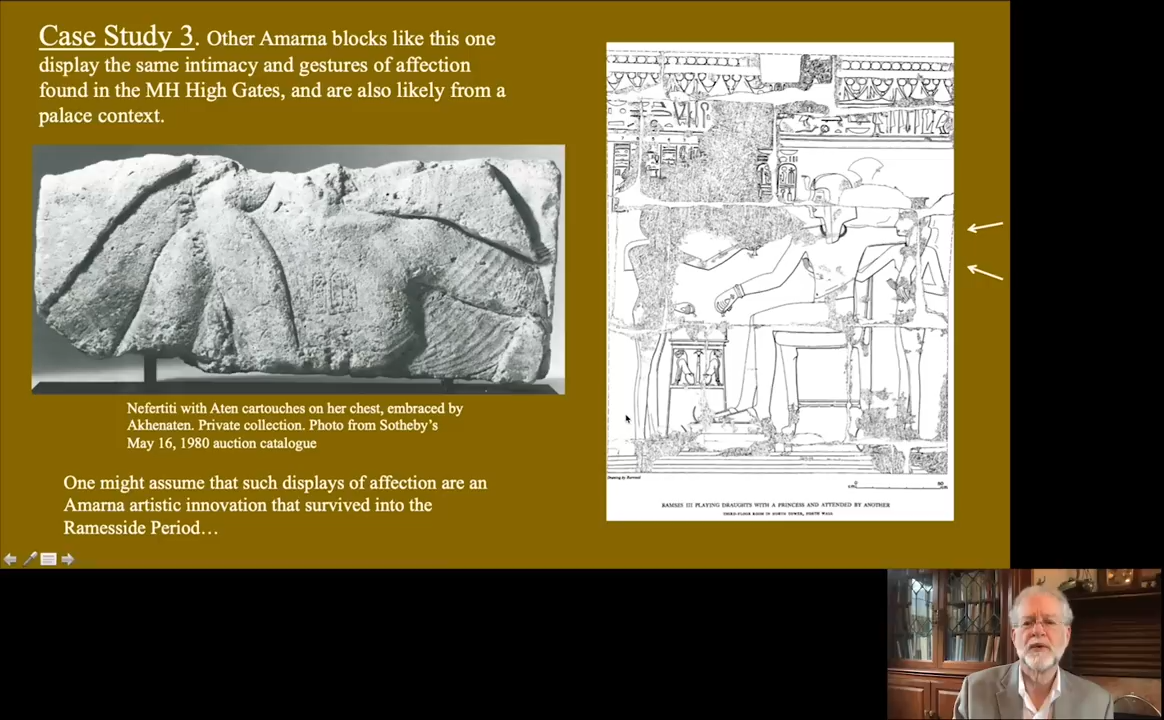 Case Study 3. Other Amarna blocks like this one
display the same intimacy and gestures of affection
found in the MH High Gates, and are also likely from a
palace context.
Nefertiti with Aten cartouches on her chest, embraced by
Akhenaten. Private collection. Photo from Sotheby's
May 16, 1980 auction catalogue
One might assume that such displays of affection are an
Amarna artistic innovation that survived into the
Ramesside Period…
RAMSES III PLAYING DRAUGHTS WITH A PRINCESS AND ATTENDED BY ANOTHER
THIRD-FLOOR ROOM IN NORTH TOWER, SOUTH WALL